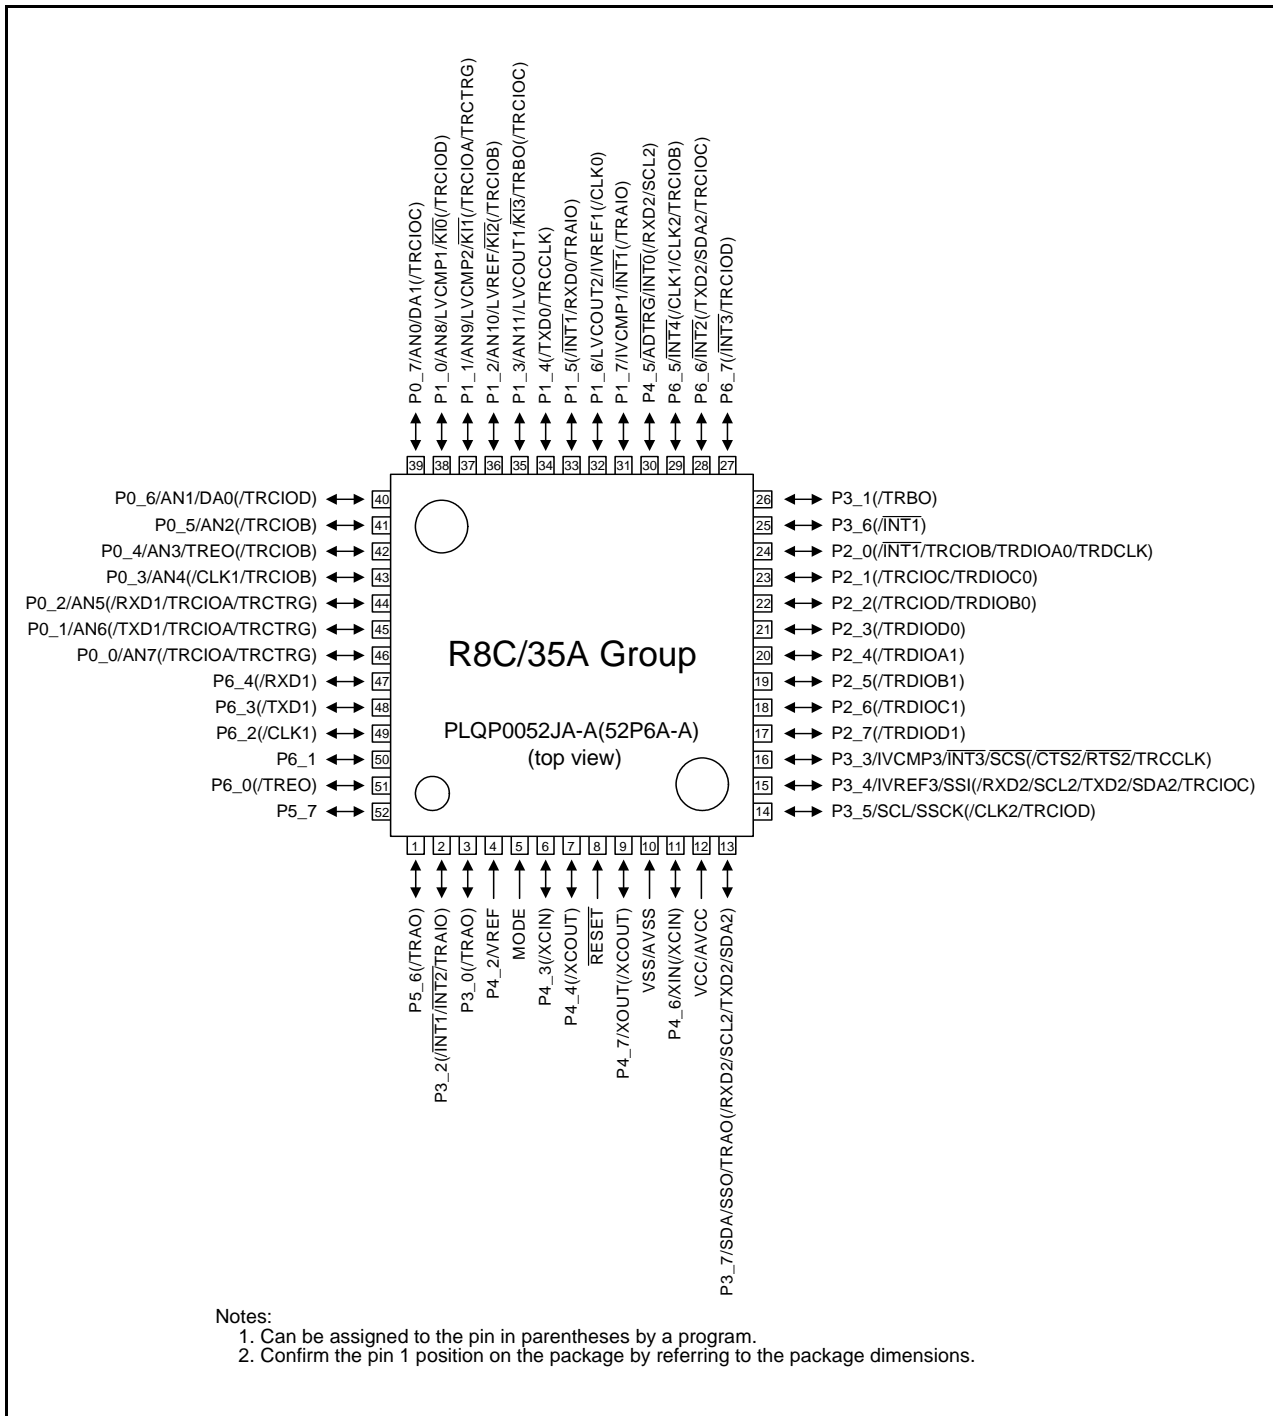 P0_7/AN0/DA1(/TRCIOC)
P1_0/AN8/LVCMP1/KI0(/TRCIOD)
P1_1/AN9/LVCMP2/KI1(/TRCIOA/TRCTRG)
P1_2/AN10/LVREF/KI2(/TRCIOB)
P1_3/AN11/LVCOUT1/KI3/TRBO(/TRCIOC)
P1_4(/TXD0/TRCCLK)
P1_5(/INT1/RXD0/TRAIO)
P1_6/LVCOUT2/IVREF1(/CLK0)
P1_7/IVCMP1/INT1(/TRAIO)
P4_5/ADTRG/INT0(/RXD2/SCL2)
P6_5/INT4(/CLK1/CLK2/TRCIOB)
P6_6/INT2(/TXD2/SDA2/TRCIOC)
P6_7(/INT3/TRCIOD)
39 38 37 36 35 34 33 32 31 30 29 28 27
P0_6/AN1/DA0(/TRCIOD) 40
P0_5/AN2(/TRCIOB) 41
P0_4/AN3/TREO(/TRCIOB) 42
P0_3/AN4(/CLK1/TRCIOB) 43
P0_2/AN5(/RXD1/TRCIOA/TRCTRG) 44
P0_1/AN6(/TXD1/TRCIOA/TRCTRG) 45
P0_0/AN7(/TRCIOA/TRCTRG) 46
P6_4(/RXD1) 47
P6_3(/TXD1) 48
P6_2(/CLK1) 49
P6_1 50
P6_0(/TREO) 51
P5_7 52
R8C/35A Group
PLQP0052JA-A(52P6A-A)
(top view)
26 P3_1(/TRBO)
25 P3_6(/INT1)
24 P2_0(/INT1/TRCIOB/TRDIOA0/TRDCLK)
23 P2_1(/TRCIOC/TRDIOC0)
22 P2_2(/TRCIOD/TRDIOB0)
21 P2_3(/TRDIOD0)
20 P2_4(/TRDIOA1)
19 P2_5(/TRDIOB1)
18 P2_6(/TRDIOC1)
17 P2_7(/TRDIOD1)
16 P3_3/IVCMP3/INT3/SCS(/CTS2/RTS2/TRCCLK)
15 P3_4/IVREF3/SSI(/RXD2/SCL2/TXD2/SDA2/TRCIOC)
14 P3_5/SCL/SSCK(/CLK2/TRCIOD)
1 2 3 4 5 6 7 8 9 10 11 12 13
P5_6(/TRAO)
P3_2(/INT1/INT2/TRAIO)
P3_0(/TRAO)
P4_2/VREF
MODE
P4_3(/XCIN)
P4_4(/XCOUT)
RESET
P4_7/XOUT(/XCOUT)
VSS/AVSS
P4_6/XIN(/XCIN)
VCC/AVCC
P3_7/SDA/SSO/TRAO(/RXD2/SCL2/TXD2/SDA2)
Notes:
1. Can be assigned to the pin in parentheses by a program.
2. Confirm the pin 1 position on the package by referring to the package dimensions.